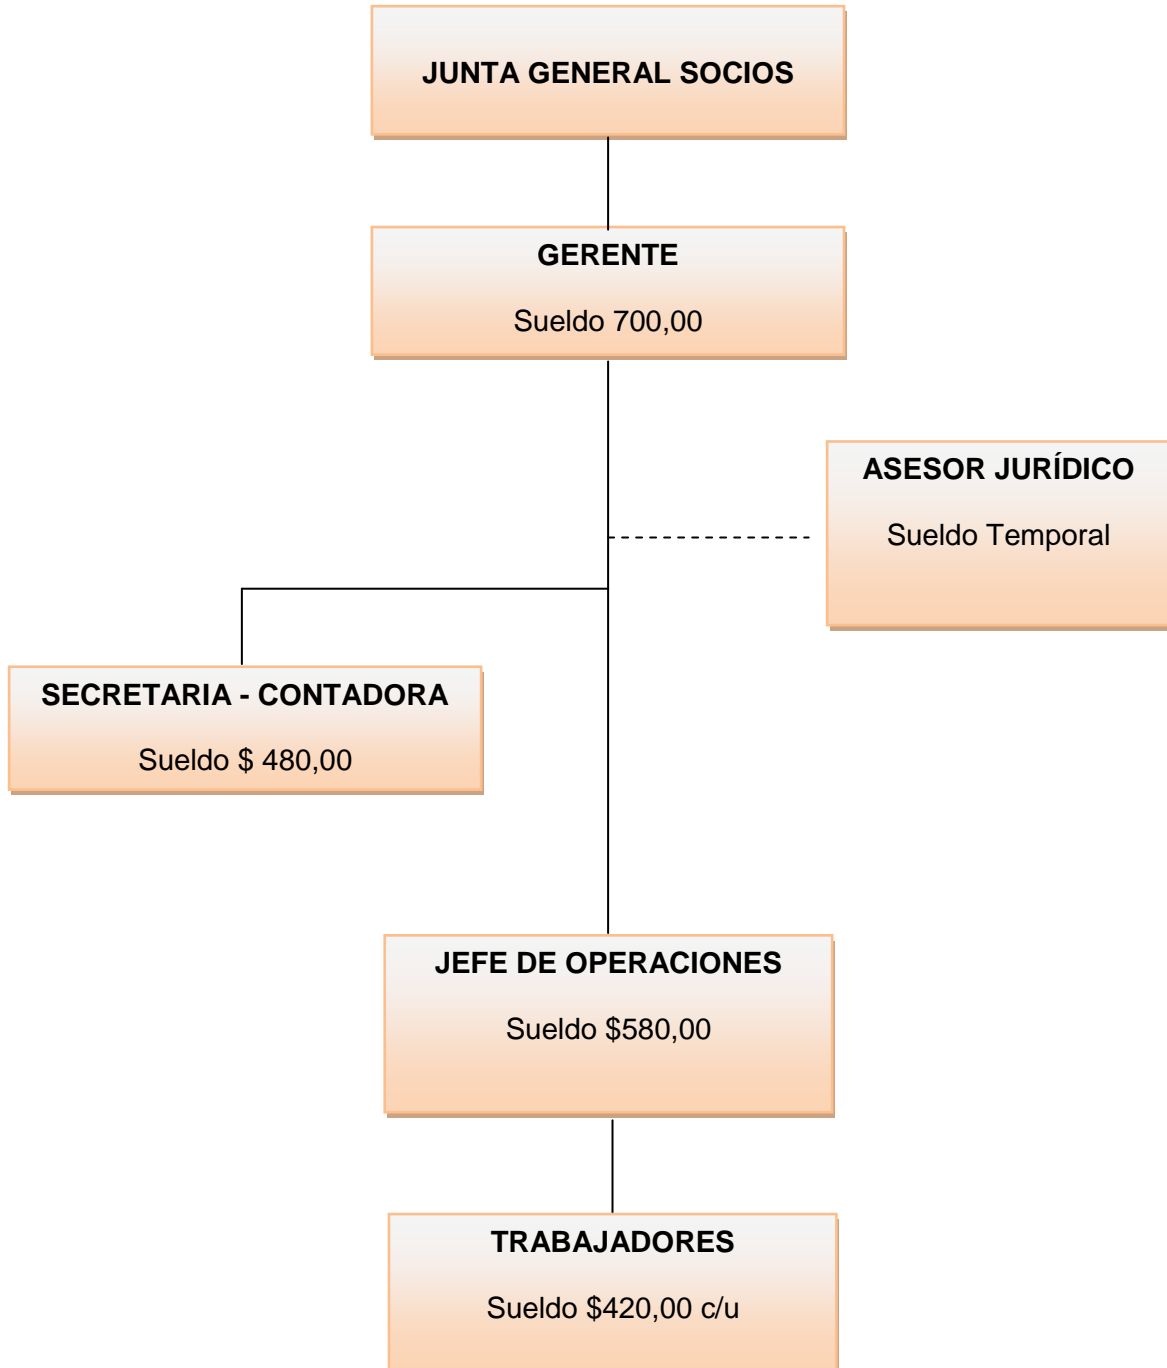 JUNTA GENERAL SOCIOS
GERENTE
Sueldo 700,00
ASESOR JURÍDICO
Sueldo Temporal
SECRETARIA - CONTADORA
Sueldo $ 480,00
JEFE DE OPERACIONES
Sueldo $580,00
TRABAJADORES
Sueldo $420,00 c/u